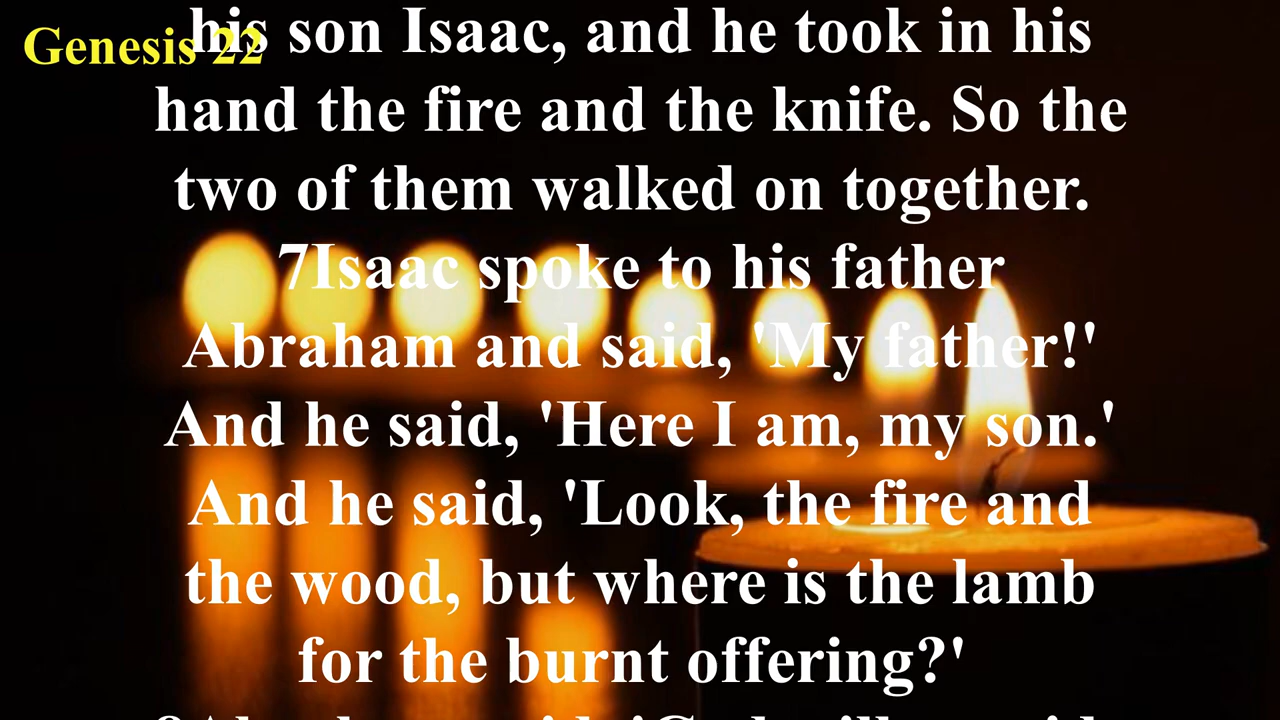 Genesis 22
his son Isaac, and he took in his
hand the fire and the knife. So the
two of them walked on together.
7Isaac spoke to his father
Abraham and said, 'My father!'
And he said, 'Here I am, my son.'
And he said, 'Look, the fire and
the wood, but where is the lamb
for the burnt offering?'